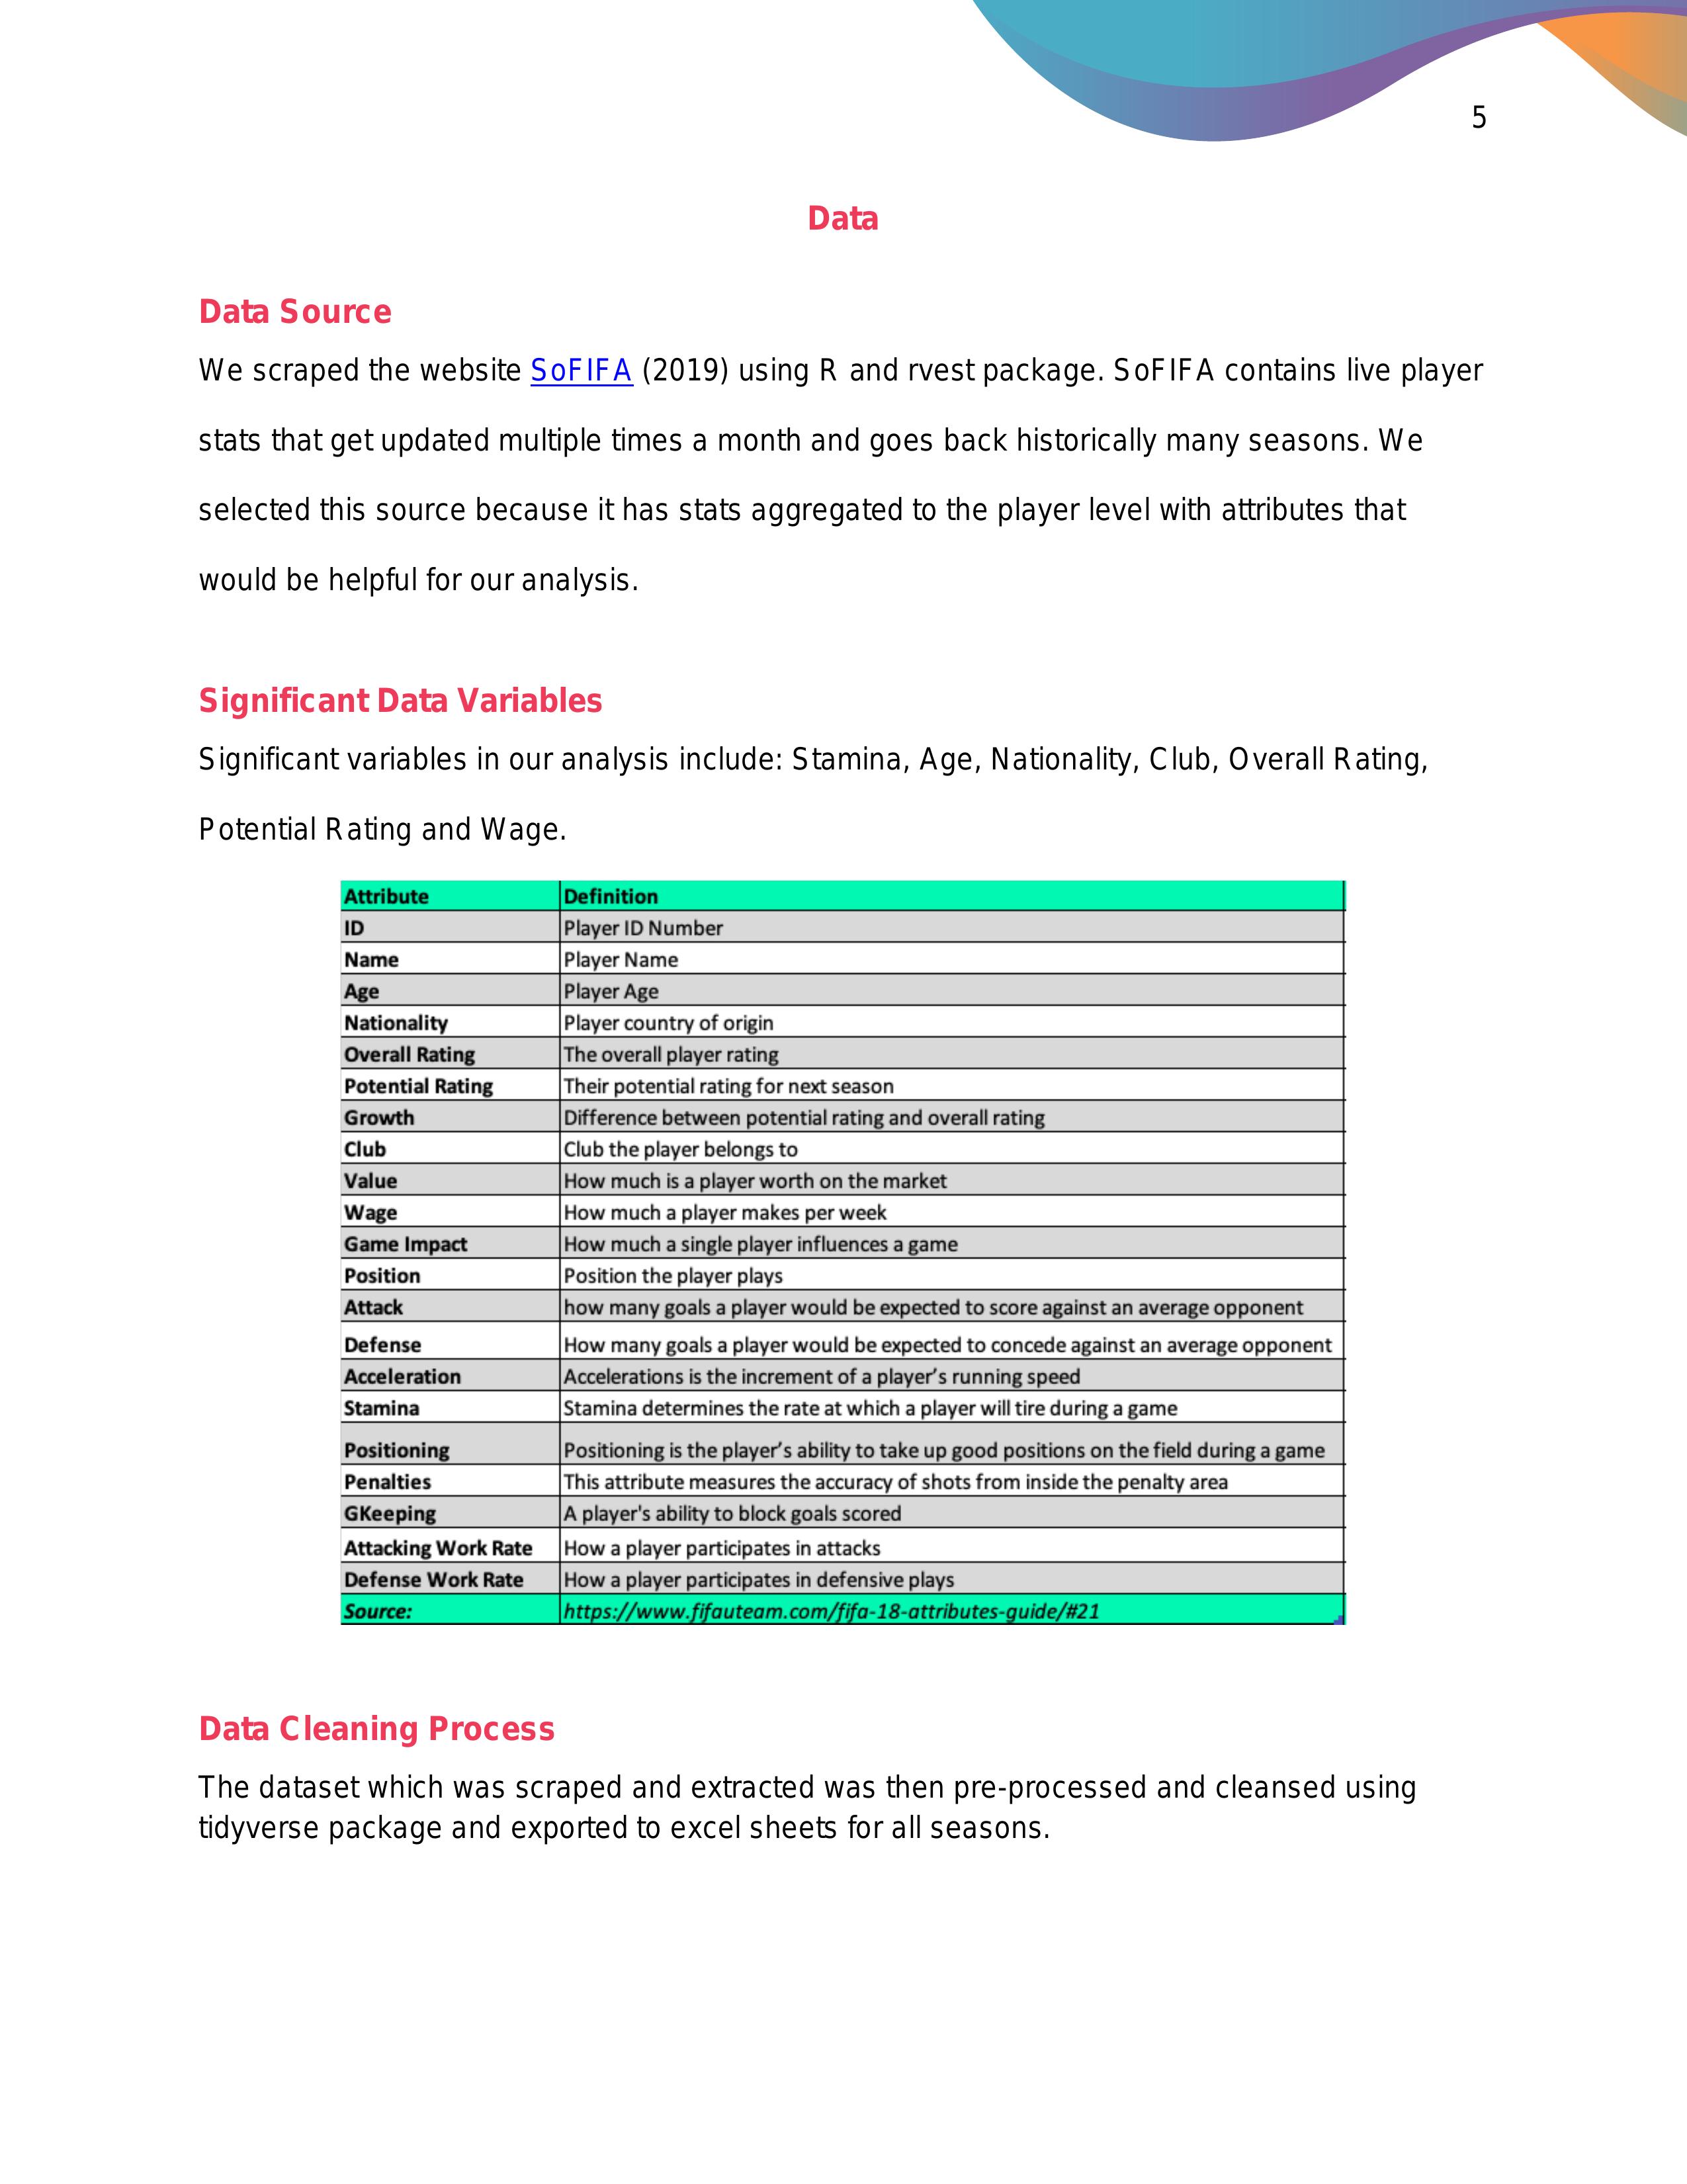 5
Data
Data Source
We scraped the website SoFIFA (2019) using R and rvest package. SoFIFA contains live player
stats that get updated multiple times a month and goes back historically many seasons. We
selected this source because it has stats aggregated to the player level with attributes that
would be helpful for our analysis.
Significant Data Variables
Significant variables in our analysis include: Stamina, Age, Nationality, Club, Overall Rating,
Potential Rating and Wage.
Attribute Definition
ID Player ID Number
Name Player Name
Age Player Age
Nationality Player country of origin
Overall Rating The overall player rating
Potential Rating Their potential rating for next season
Growth Difference between potential rating and overall rating
Club Club the player belongs to
Value How much is a player worth on the market
Wage How much a player makes per week
Game Impact How much a single player influences a game
Position Position the player plays
Attack how many goals a player would be expected to score against an average opponent
Defense How many goals a player would be expected to concede against an average opponent
Acceleration Accelerations is the increment of a player’s running speed
Stamina Stamina determines the rate at which a player will tire during a game
Positioning Positioning is the player’s ability to take up good positions on the field during a game
Penalties This attribute measures the accuracy of shots from inside the penalty area
GKeeping A player's ability to block goals scored
Attacking Work Rate How a player participates in attacks
Defense Work Rate How a player participates in defensive plays
Source: https://www.fifauteam.com/fifa-18-attributes-guide/#21
Data Cleaning Process
The dataset which was scraped and extracted was then pre-processed and cleansed using
tidyverse package and exported to excel sheets for all seasons.